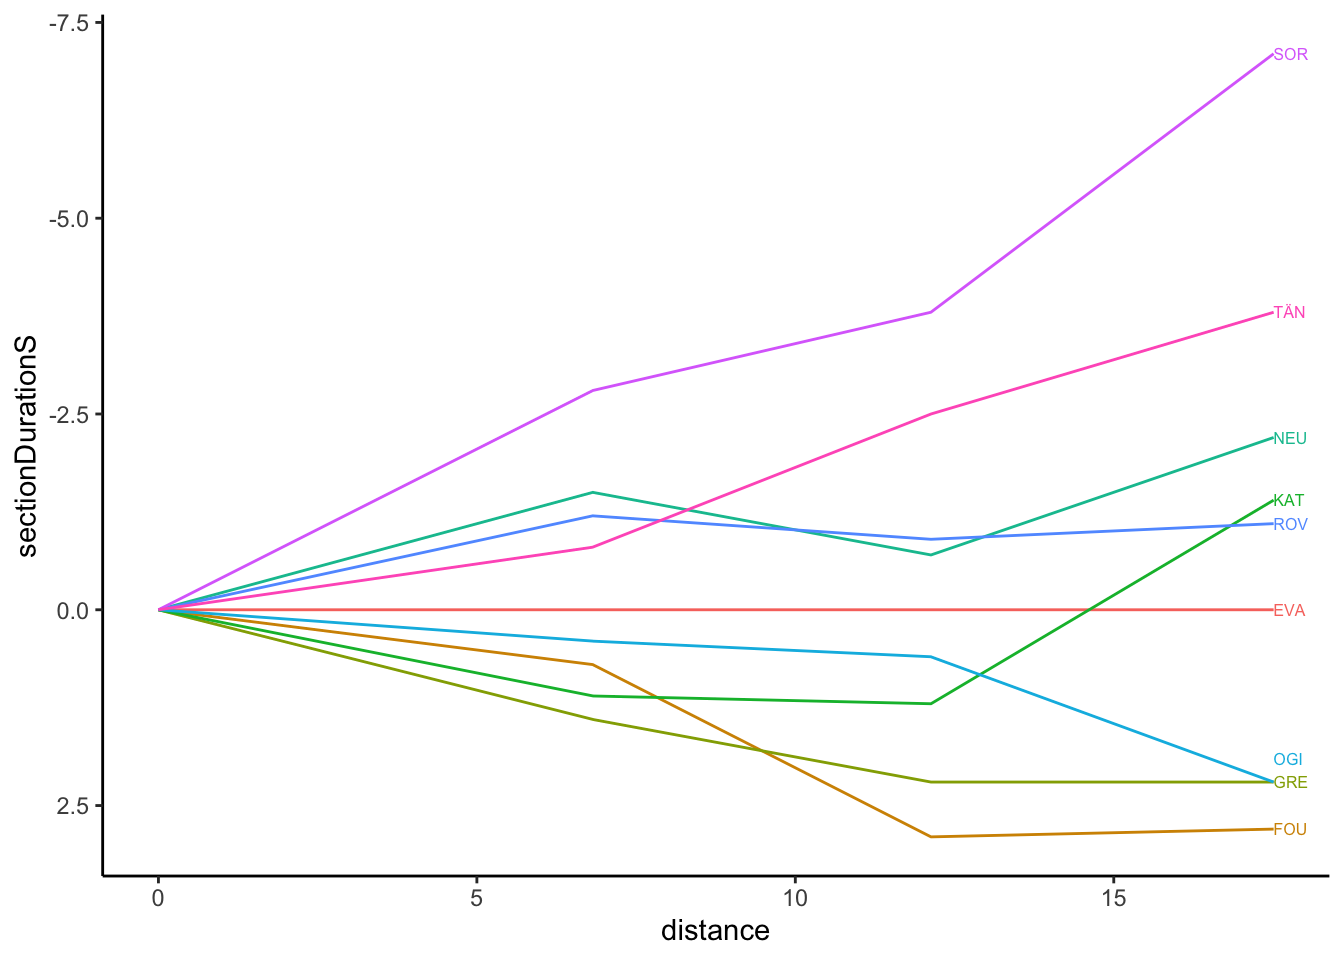 -7.5
SOR
-5.0
TÄN
-2.5
NEU
KAT
ROV
sectionDurationS
0.0
EVA
OGI
GRE
2.5
FOU
0 5 10 15
distance